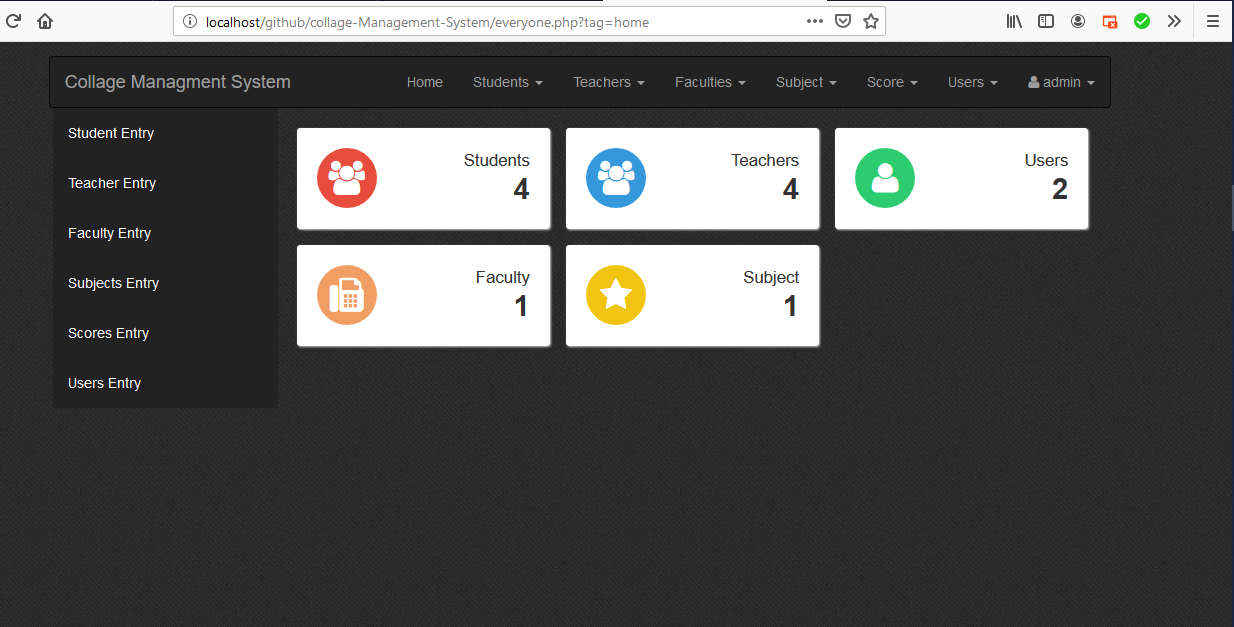 localhost/github/collage-Management-System/everyone.php?tag=home
Collage Managment System Home Students Teachers Faculties Subject Score Users admin
Student Entry
Teacher Entry
Faculty Entry
Subjects Entry
Scores Entry
Users Entry
Students
4
Teachers
4
Users
2
Faculty
1
Subject
1